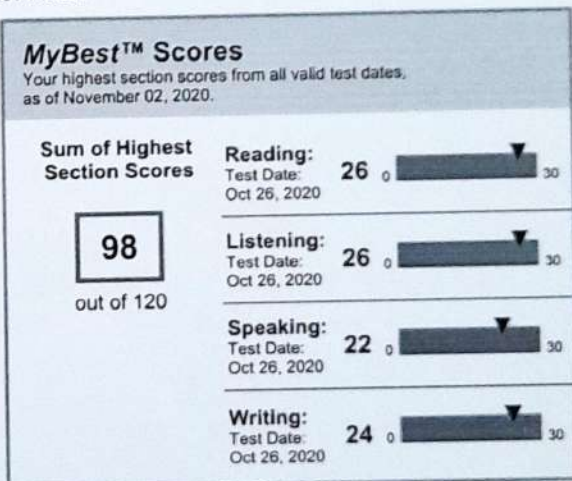 MyBest™ Scores
Your highest section scores from all valid test dates,
as of November 02, 2020.
Sum of Highest
Section Scores
98
out of 120
Reading:
Test Date:
Oct 26, 2020
26
0
30
Listening:
Test Date:
Oct 26, 2020
26
0
30
Speaking:
Test Date:
Oct 26, 2020
22
0
30
Writing:
Test Date:
Oct 26, 2020
24
0
30